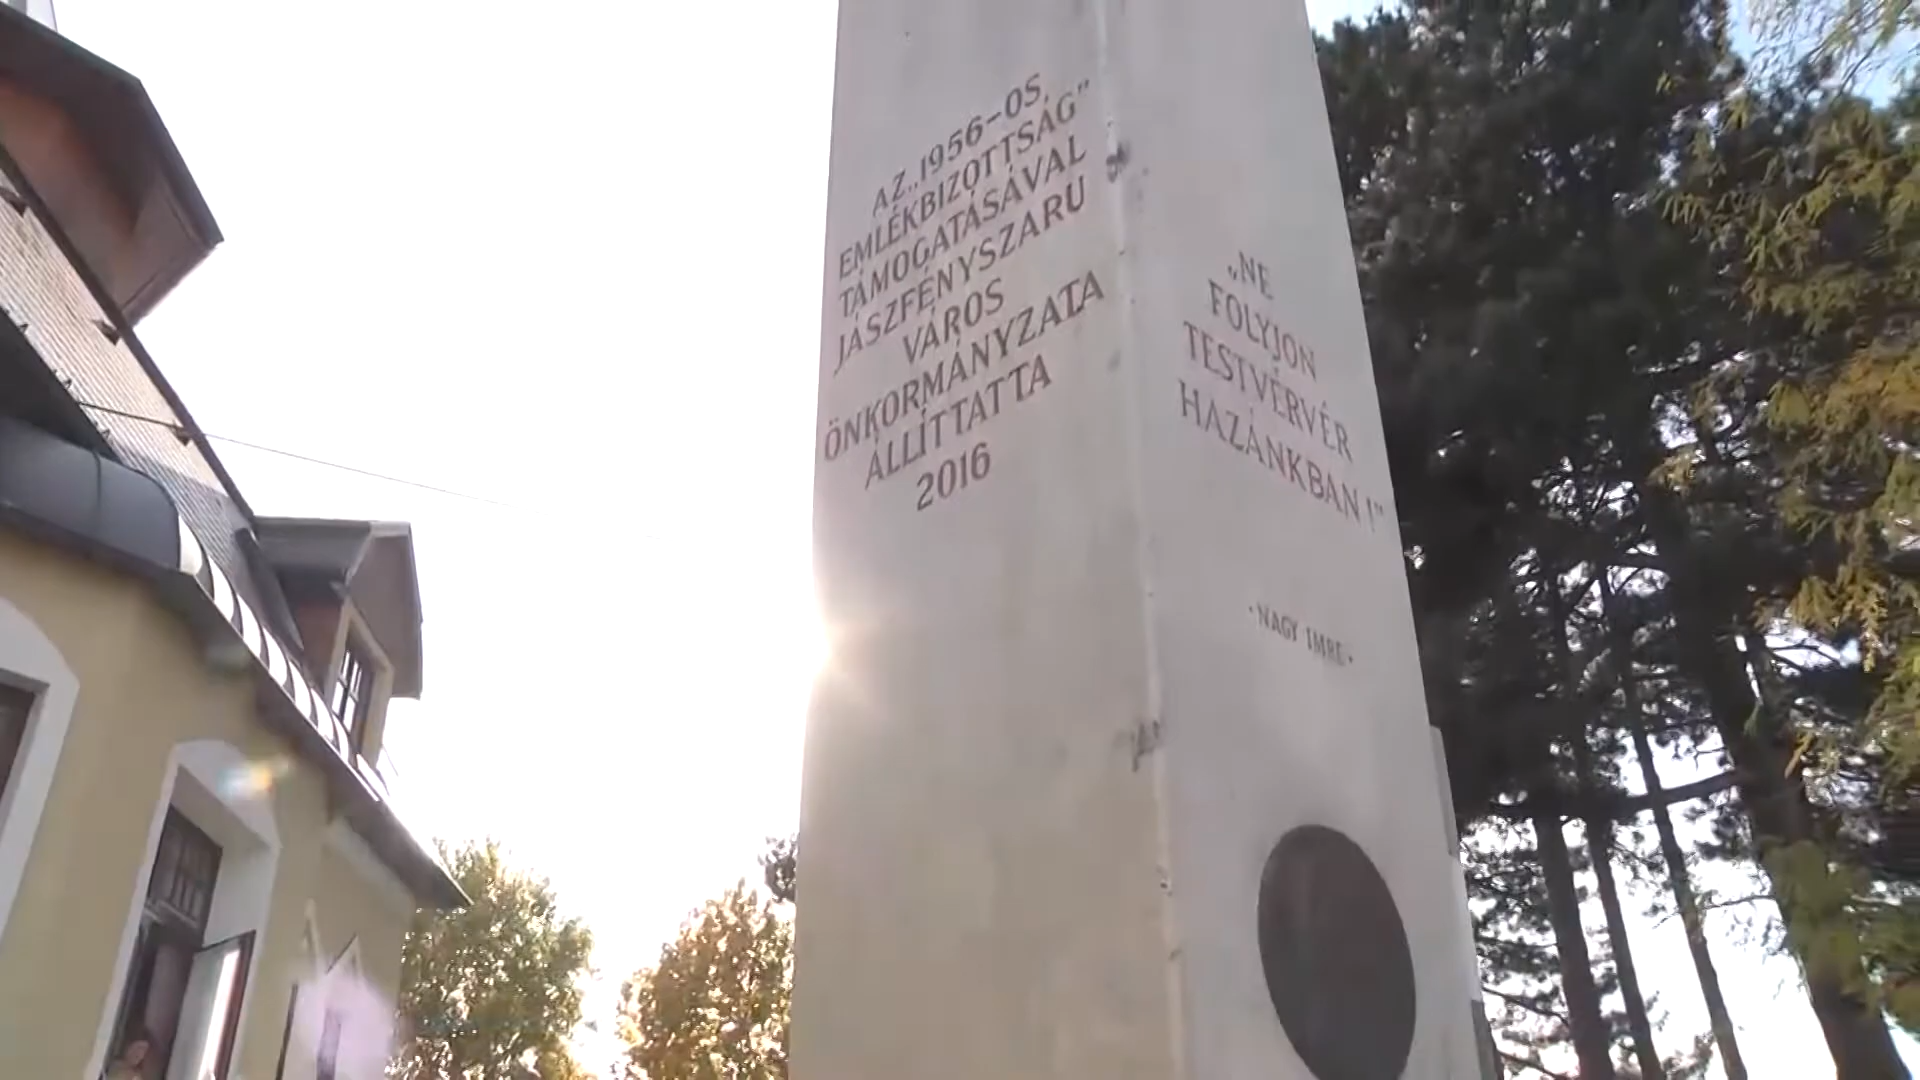 AZ „1956-OS
EMLÉKBIZOTTSÁG"
TÁMOGATÁSÁVAL
JÁSZFÉNYSZARU
VÁROS
ÖNKORMÁNYZATA
ÁLLÍTTATTA
2016
„NE
FOLYJON
TESTVÉRVÉR
HAZÁNKBAN!"
·NAGY IMRE·